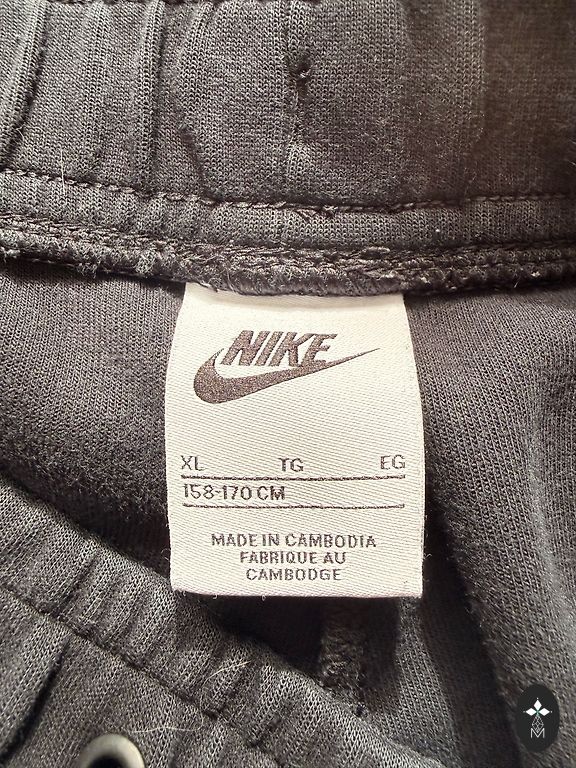 NIKE
XL TG EG
158-170 CM
MADE IN CAMBODIA
FABRIQUE AU
CAMBODGE
M